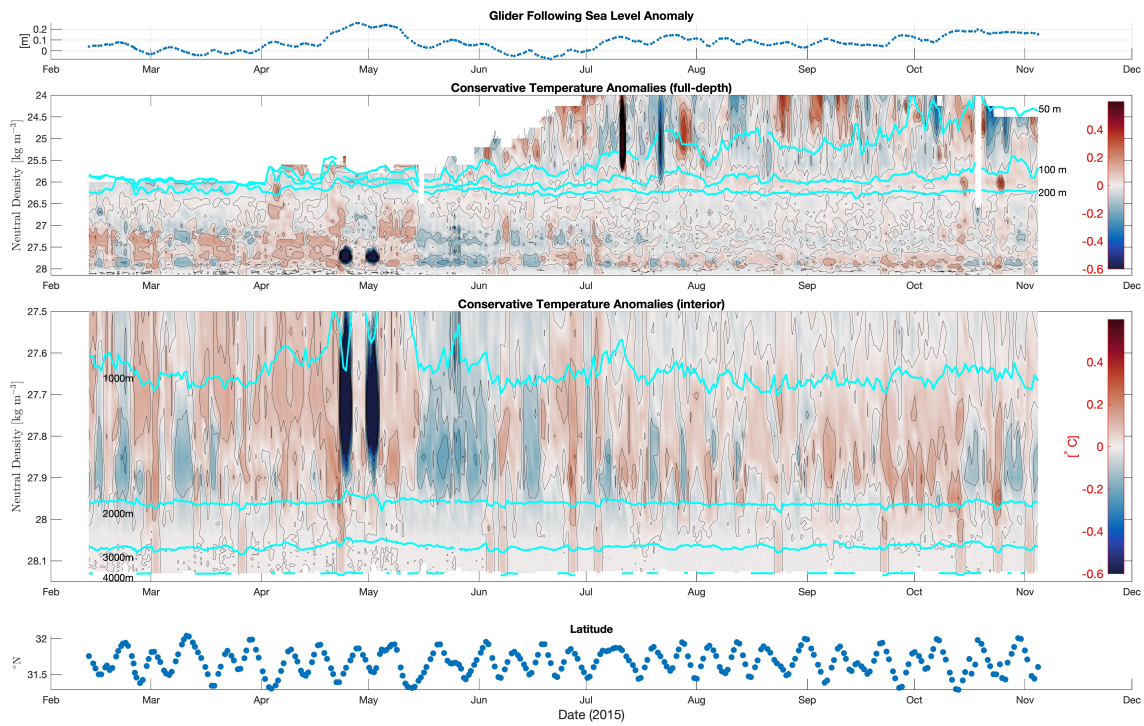 Glider Following Sea Level Anomaly
[m]
0.2
0.1
0
Feb Mar Apr May Jun Jul Aug Sep Oct Nov Dec
Conservative Temperature Anomalies (full-depth)
Neutral Density [kg m⁻³]
24
24.5
25
25.5
26
26.5
27
27.5
28
50 m
100 m
200 m
0.4
0.2
0
-0.2
-0.4
-0.6
Feb Mar Apr May Jun Jul Aug Sep Oct Nov Dec
Conservative Temperature Anomalies (interior)
Neutral Density [kg m⁻³]
27.5
27.6
27.7
27.8
27.9
28
28.1
1000m
2000m
3000m
4000m
0.4
0.2
0
-0.2
-0.4
-0.6
[° C]
Feb Mar Apr May Jun Jul Aug Sep Oct Nov Dec
Latitude
°N
32
31.5
Feb Mar Apr May Jun Jul Aug Sep Oct Nov Dec
Date (2015)